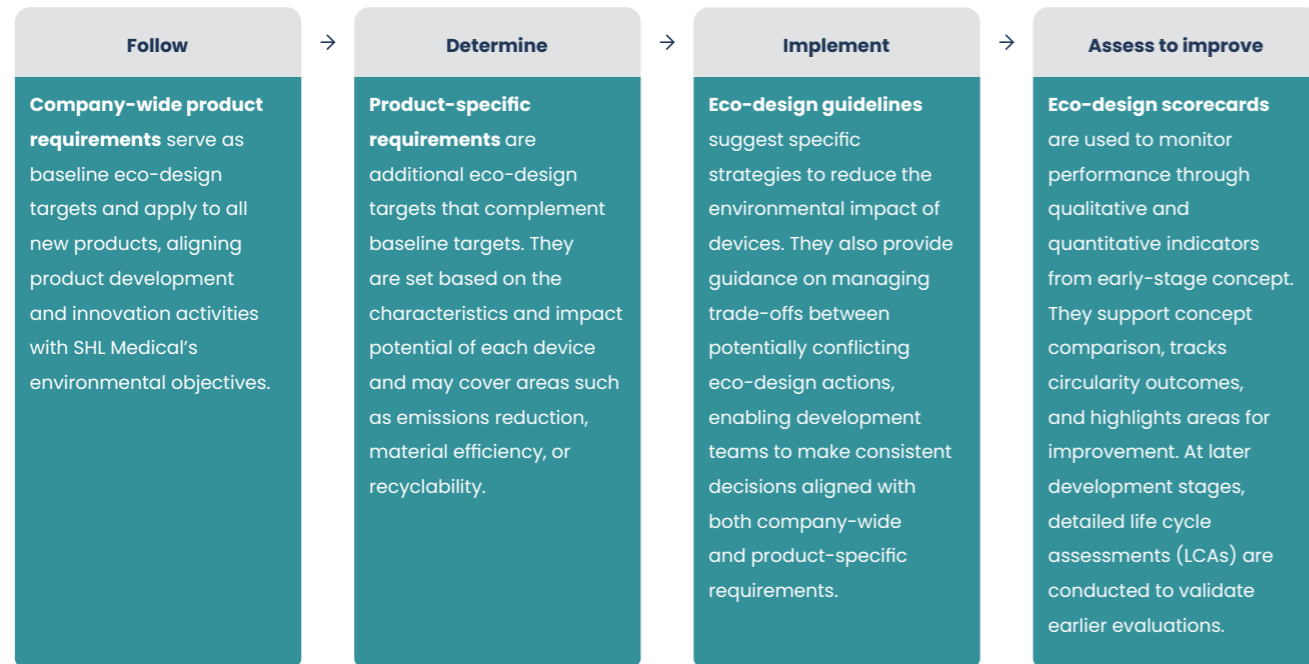 Follow
Company-wide product
requirements serve as
baseline eco-design
targets and apply to all
new products, aligning
product development
and innovation activities
with SHL Medical's
environmental objectives.
→
Determine
Product-specific
requirements are
additional eco-design
targets that complement
baseline targets. They
are set based on the
characteristics and impact
potential of each device
and may cover areas such
as emissions reduction,
material efficiency, or
recyclability.
→
Implement
Eco-design guidelines
suggest specific
strategies to reduce the
environmental impact of
devices. They also provide
guidance on managing
trade-offs between
potentially conflicting
eco-design actions,
enabling development
teams to make consistent
decisions aligned with
both company-wide
and product-specific
requirements.
→
Assess to improve
Eco-design scorecards
are used to monitor
performance through
qualitative and
quantitative indicators
from early-stage concept.
They support concept
comparison, tracks
circularity outcomes,
and highlights areas for
improvement. At later
development stages,
detailed life cycle
assessments (LCAs) are
conducted to validate
earlier evaluations.